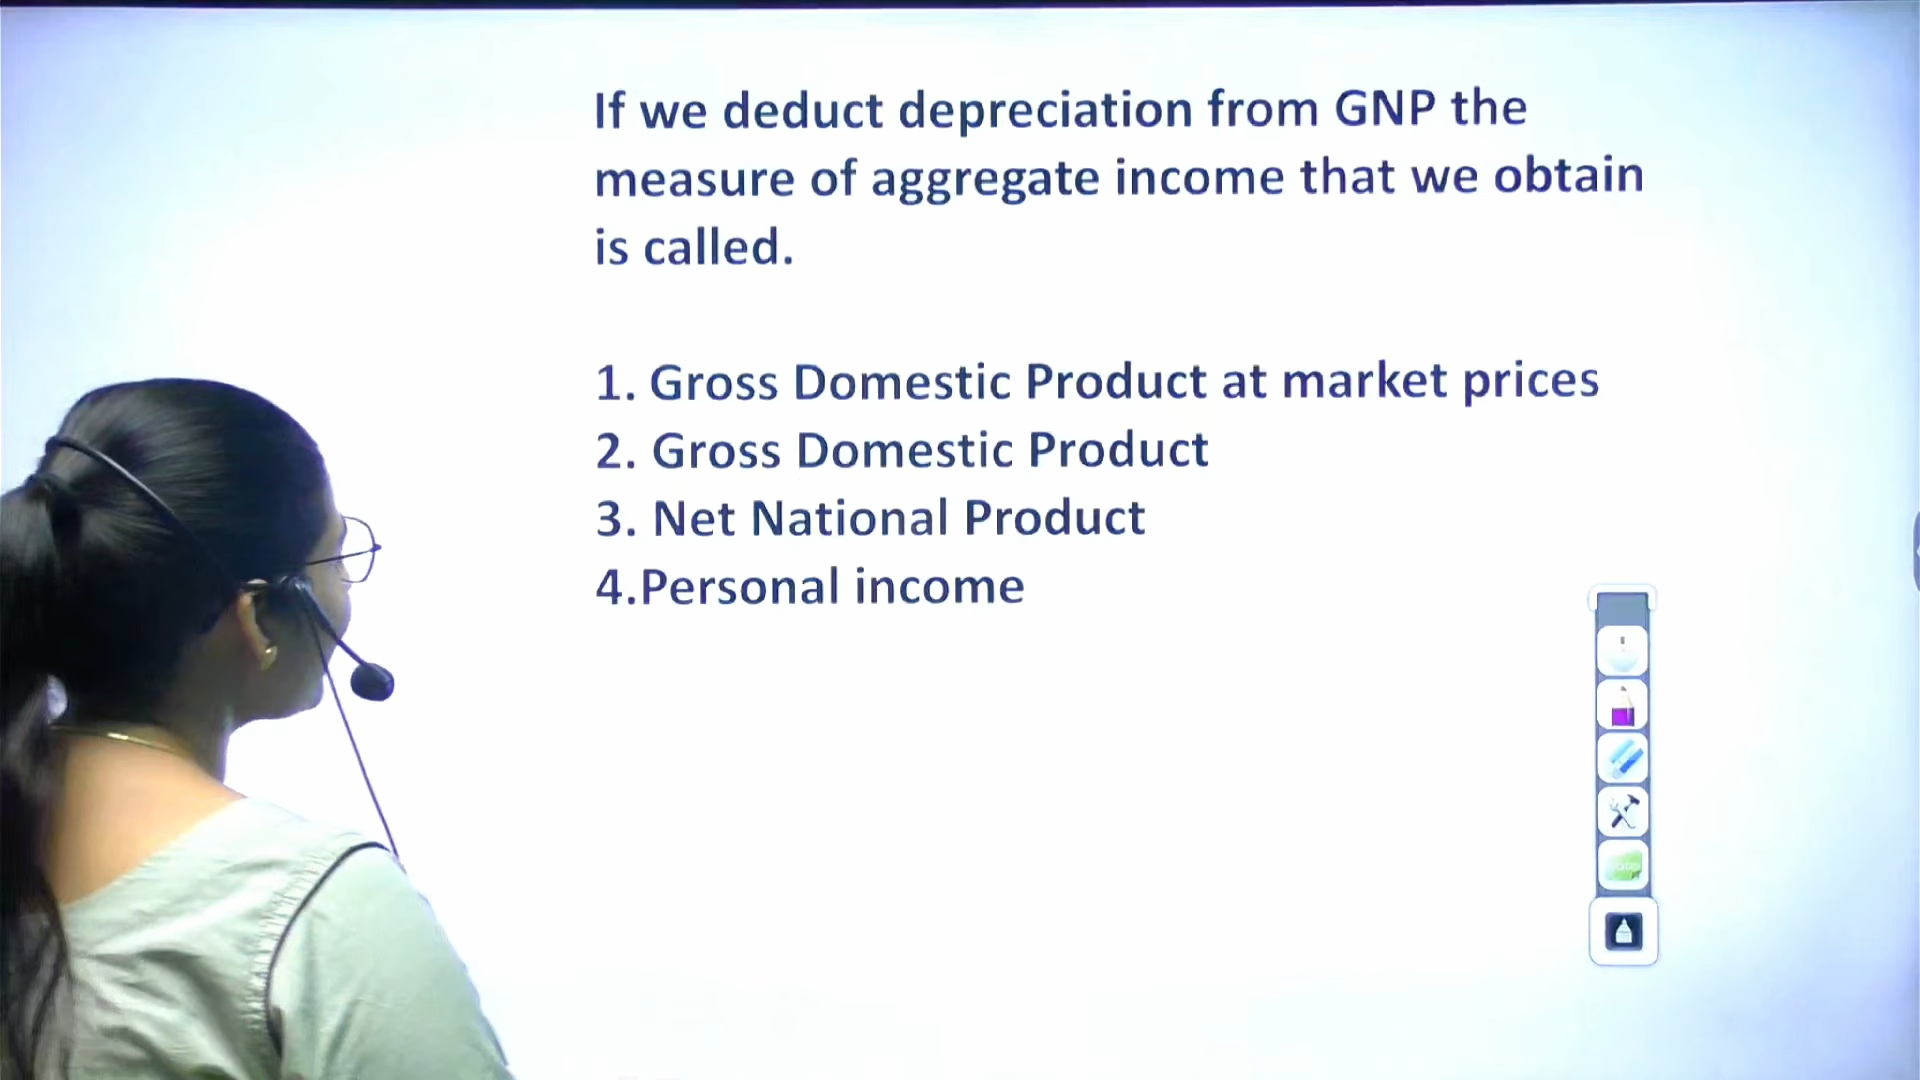 If we deduct depreciation from GNP the
measure of aggregate income that we obtain
is called.
1. Gross Domestic Product at market prices
2. Gross Domestic Product
3. Net National Product
4.Personal income